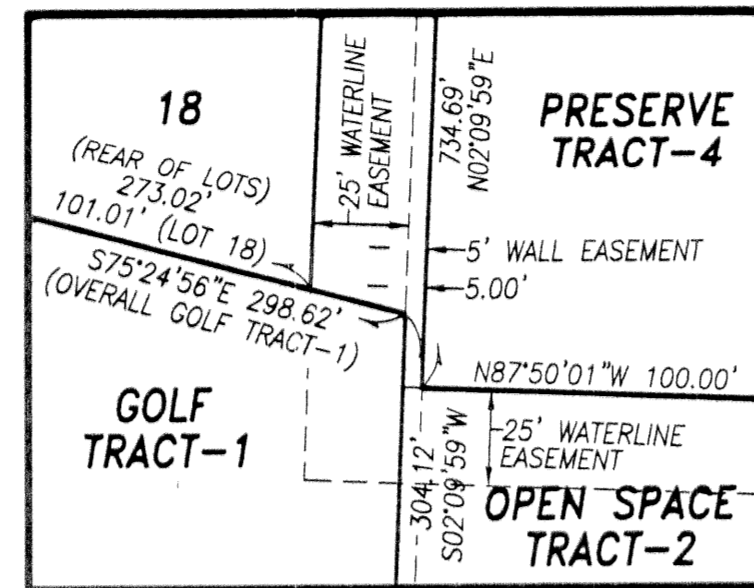 18
(REAR OF LOTS)
273.02'
101.01' (LOT 18)
S75°24'56"E 298.62'
(OVERALL GOLF TRACT-1)
GOLF
TRACT-1
25' WATERLINE
EASEMENT
734.69'
N02°09'59"E
PRESERVE
TRACT-4
5' WALL EASEMENT
5.00'
N87°50'01"W 100.00'
25' WATERLINE
EASEMENT
304.12'
S02°09'59"W
OPEN SPACE
TRACT-2